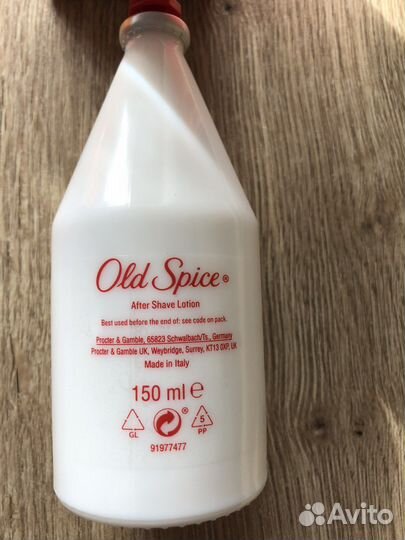 Old Spice®
After Shave Lotion
Best used before the end of: see code on pack.
Procter & Gamble, 65823 Schwalbach/Ts., Germany
Procter & Gamble UK, Weybridge, Surrey, KT13 0XP, UK
Made in Italy
150 ml ℮
GL
®
5
PP
91977477
Avito